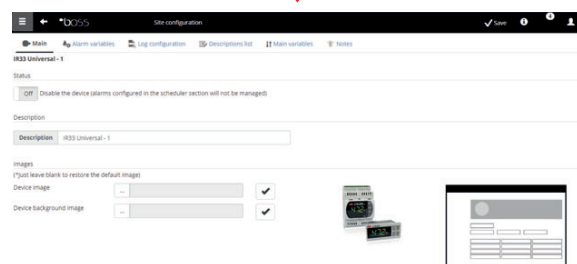 boss Site configuration Save 4
Main Alarm variables Log configuration Descriptions list Main variables Notes
IR33 Universal - 1
Status
Off Disable the device (alarms configured in the scheduler section will not be managed)
Description
Description IR33 Universal - 1
Images
(*just leave blank to restore the default image)
Device image ...
Device background image ...